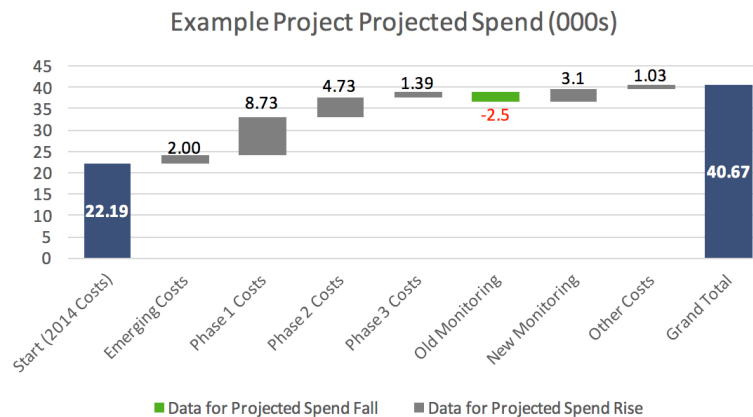 Example Project Projected Spend (000s)
45
40
35
30
25
20
15
10
5
0
22.19
2.00
8.73
4.73
1.39
-2.5
3.1
1.03
40.67
Start (2014 Costs)
Emerging Costs
Phase 1 Costs
Phase 2 Costs
Phase 3 Costs
Old Monitoring
New Monitoring
Other Costs
Grand Total
Data for Projected Spend Fall
Data for Projected Spend Rise